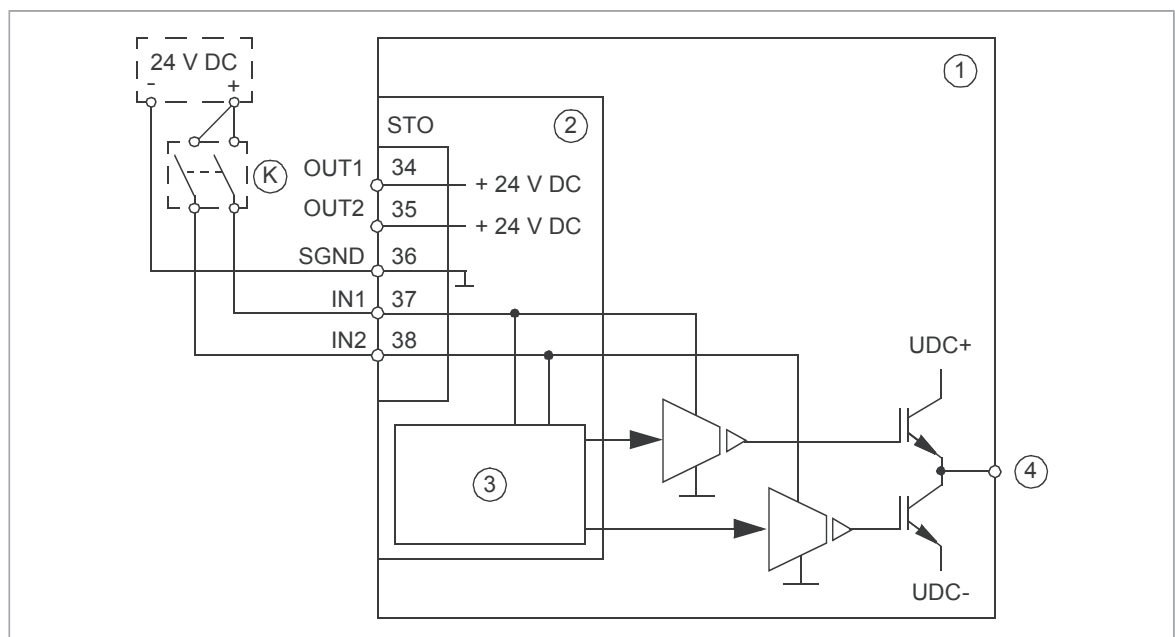 24 V DC
- +
K
1
2
STO
OUT1 34 + 24 V DC
OUT2 35 + 24 V DC
SGND 36
IN1 37
IN2 38
UDC+
3
4
UDC-